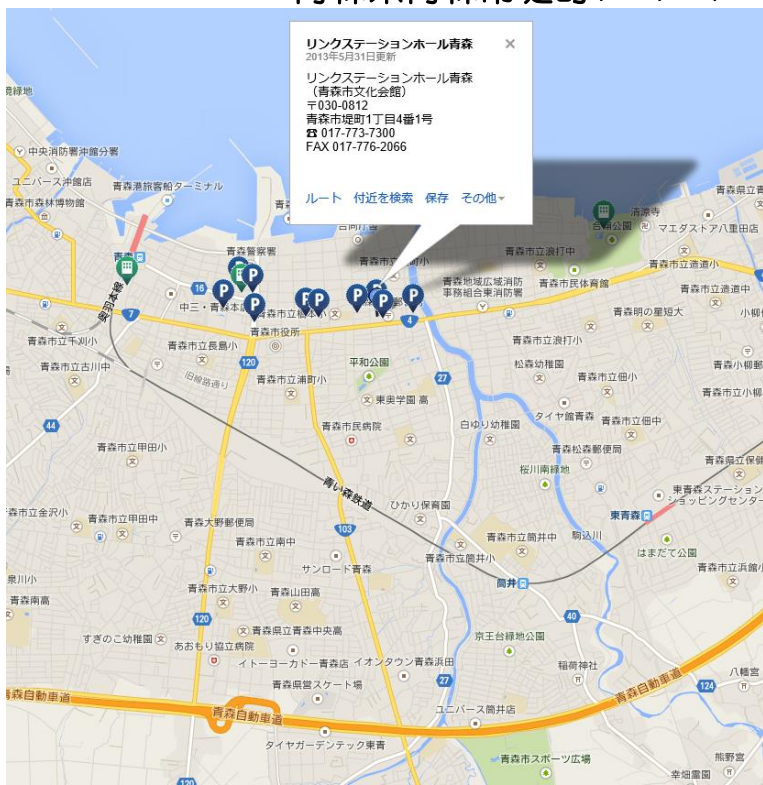 リンクステーションホール青森
2013年5月31日更新
リンクステーションホール青森
（青森市文化会館）
〒030-0812
青森市堤町1丁目4番1号
☎ 017-773-7300
FAX 017-776-2066
ルート 付近を検索 保存 その他
中央消防署沖館分署
ユニバース沖館店
青森港旅客船ターミナル
青森市森林博物館
合浦公園
清源寺
マエダストア八重田店
青森警察署
青森市立浪打中
青森市立造道小
青森
青森地域広域消防
事務組合東消防署
青森市民体育館
青森市立造道中
16
中三・青森本店
7
4
青森明の星短大
青森市役所
青森市立千刈小
青森市立長島小
平和公園
青森市立浪打小
120
松森幼稚園
青森市立古川中
旧線路通り
青森市立浦町小
27
青森市立佃小
東奥学園 高
44
青森市民病院
白ゆり幼稚園
タイヤ館青森
青森市立佃中
青森市立甲田小
青森松森郵便局
桜川南緑地
青い森鉄道
東青森ステーション
ショッピングセンター
ひかり保育園
東青森
青森市立甲田中
青森大野郵便局
103
青森市立南中
青森市立筒井中
駒込川
サンロード青森
青森市立筒井小
はまだて公園
筒井
青森市立大野小
青森山田高
青森南高
120
40
すぎのこ幼稚園
青森県立青森中央高
京王台緑地公園
あおもり協立病院
イトーヨーカドー青森店
イオンタウン青森浜田
稲荷神社
八幡宮
青森県営スケート場
27
124
青森自動車道
青森自動車道
青森自動車道
ユニバース筒井店
タイヤガーデンテック東青
青森市スポーツ広場
熊野宮
幸畑霊園
120